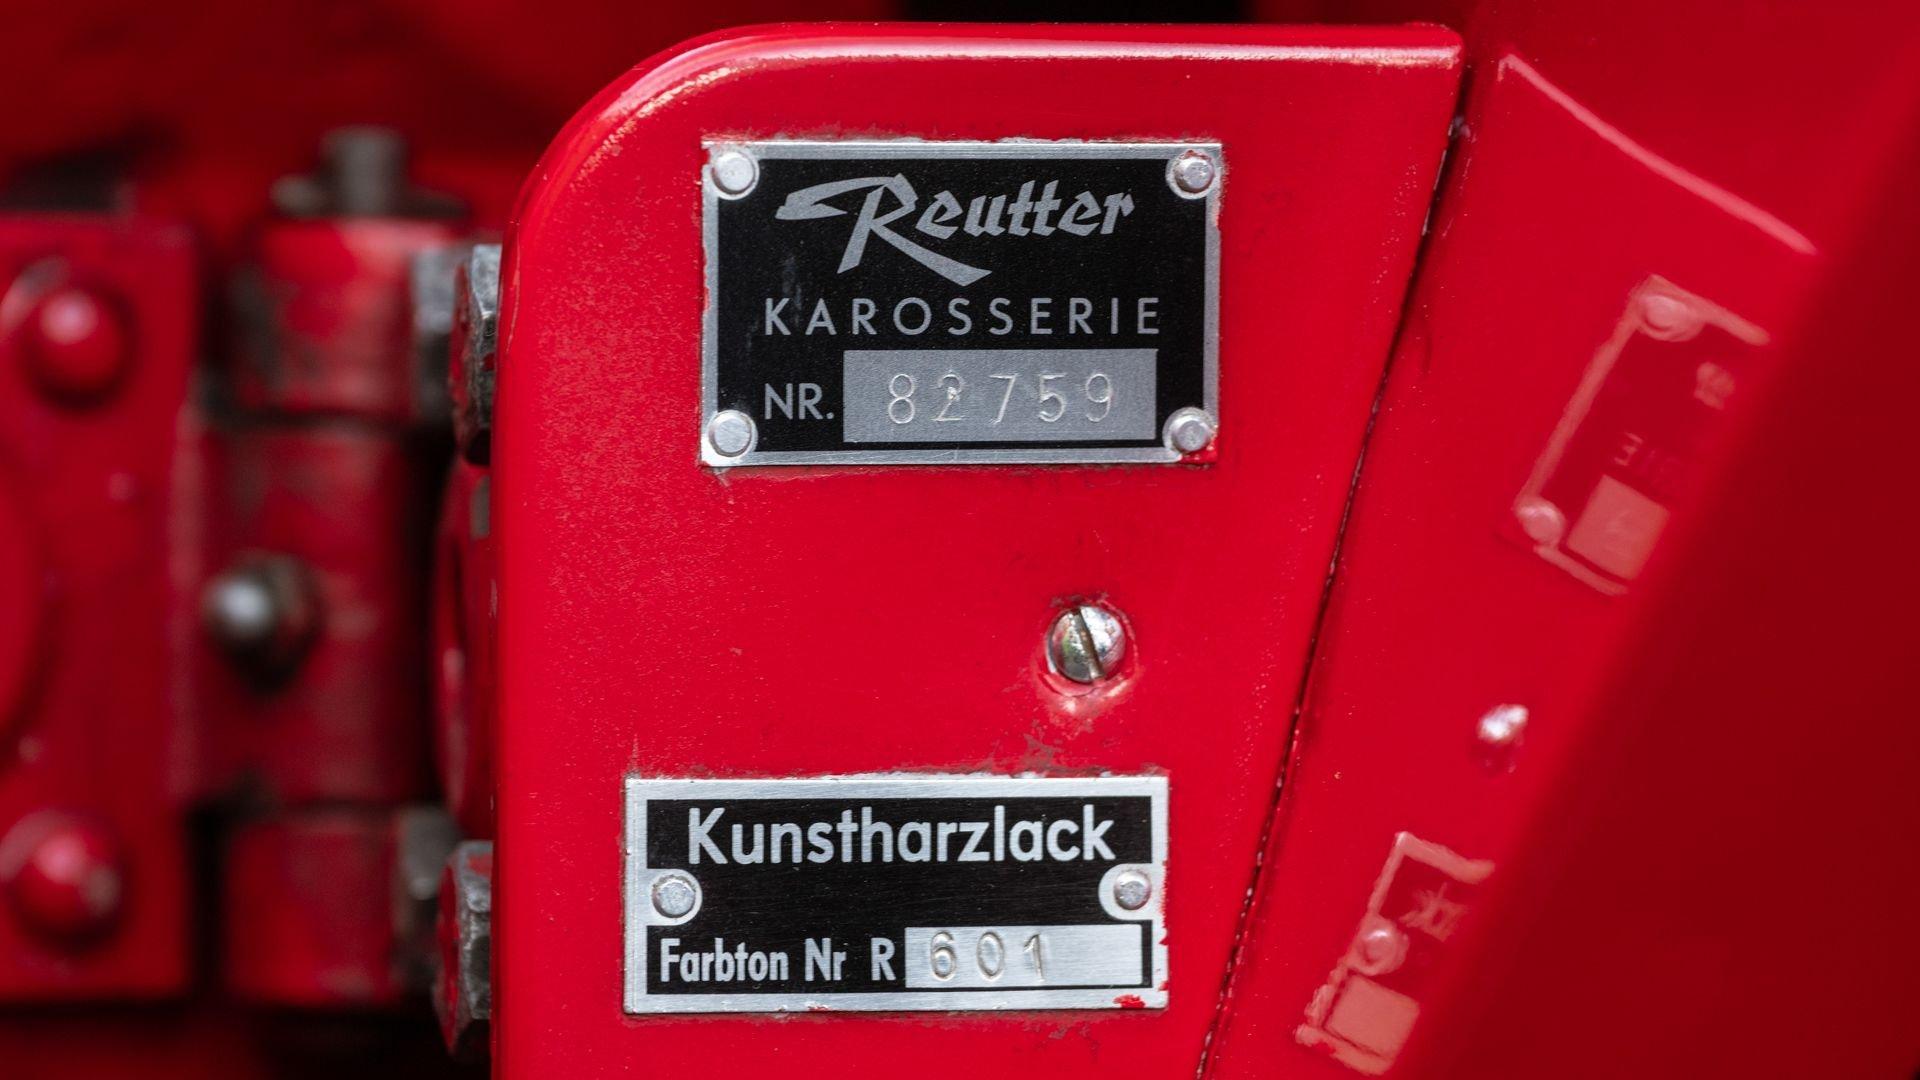 Reutter
KAROSSERIE
NR. 82759
Kunstharzlack
Farbton Nr R 601